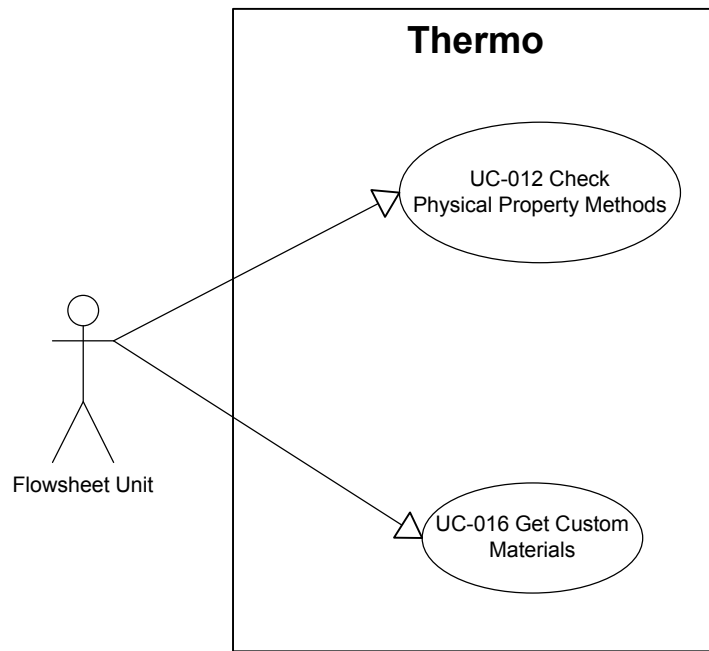 Thermo
UC-012 Check
Physical Property Methods
Flowsheet Unit
UC-016 Get Custom
Materials